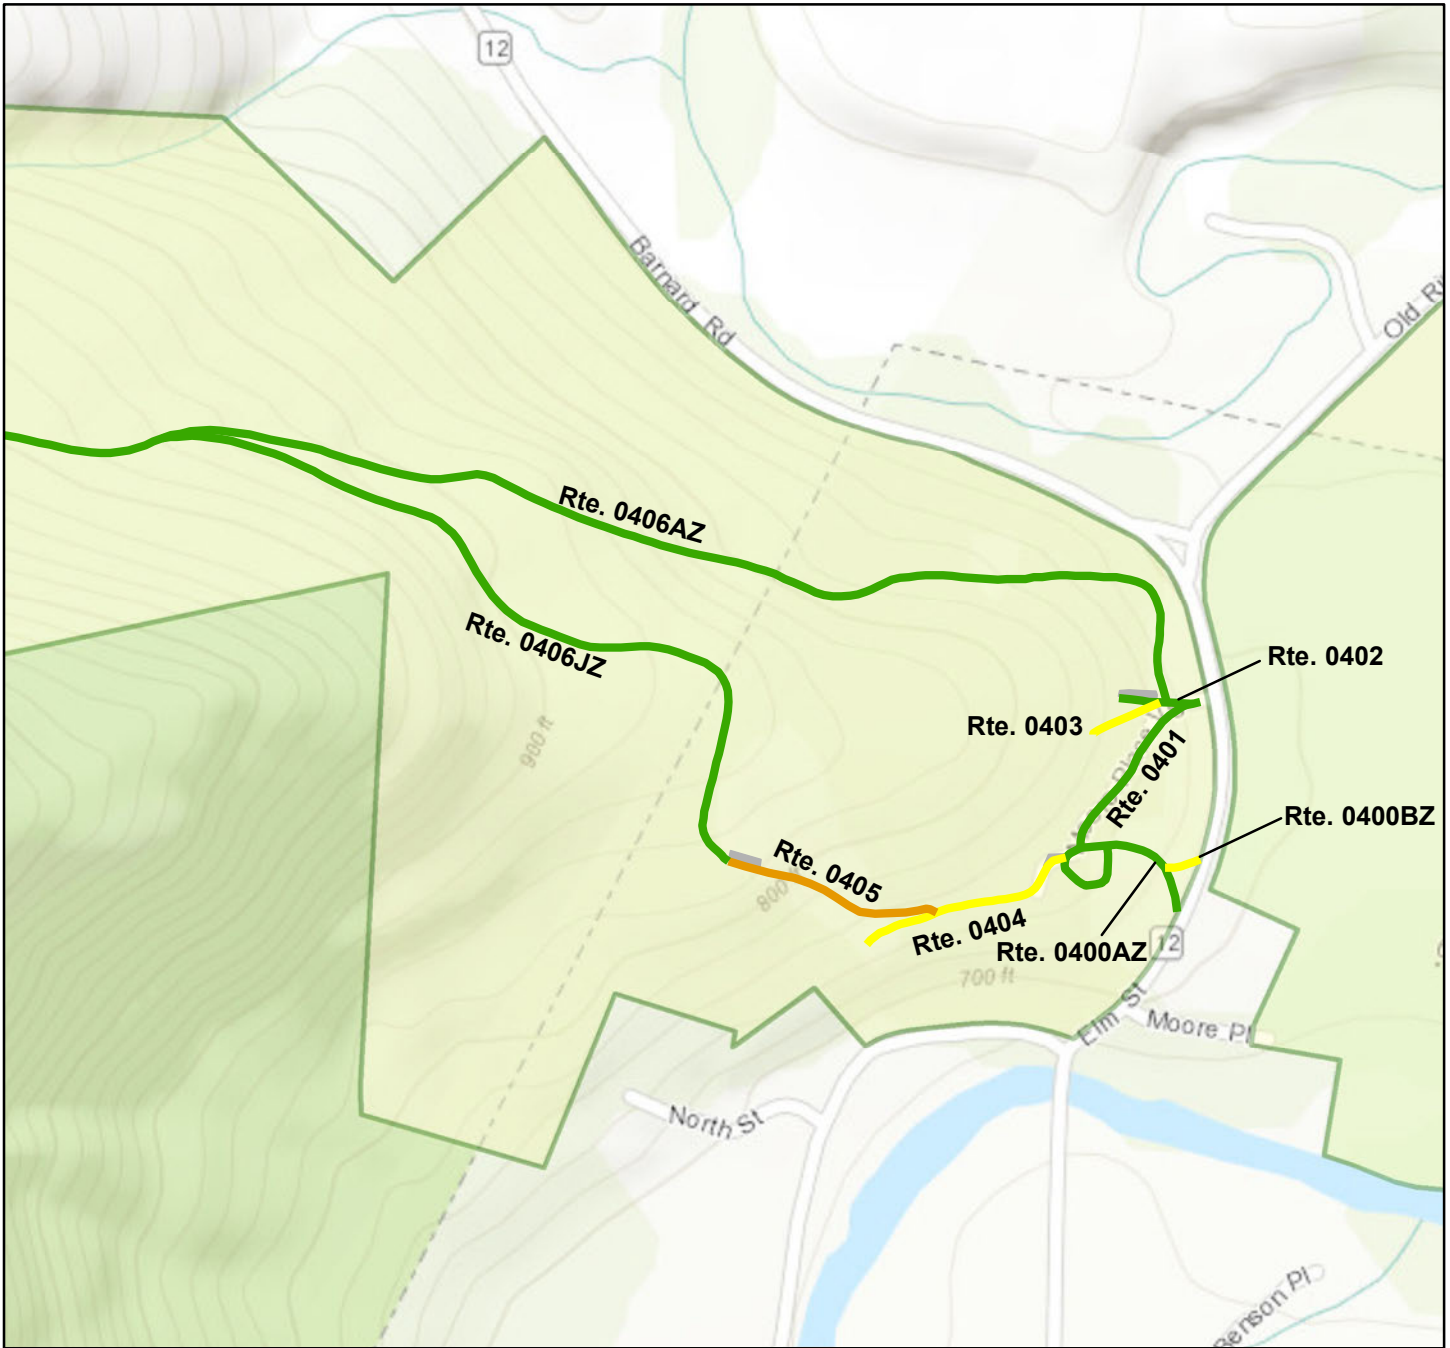 12
Barnard Rd
Old Ri
Rte. 0406AZ
Rte. 0406JZ
Rte. 0402
Rte. 0403
900 ft
Rte. 0401
Rte. 0400BZ
Rte. 0405
800 ft
Rte. 0404
Rte. 0400AZ
12
700 ft
Elm St
Moore Pl
North St
Benson Pl